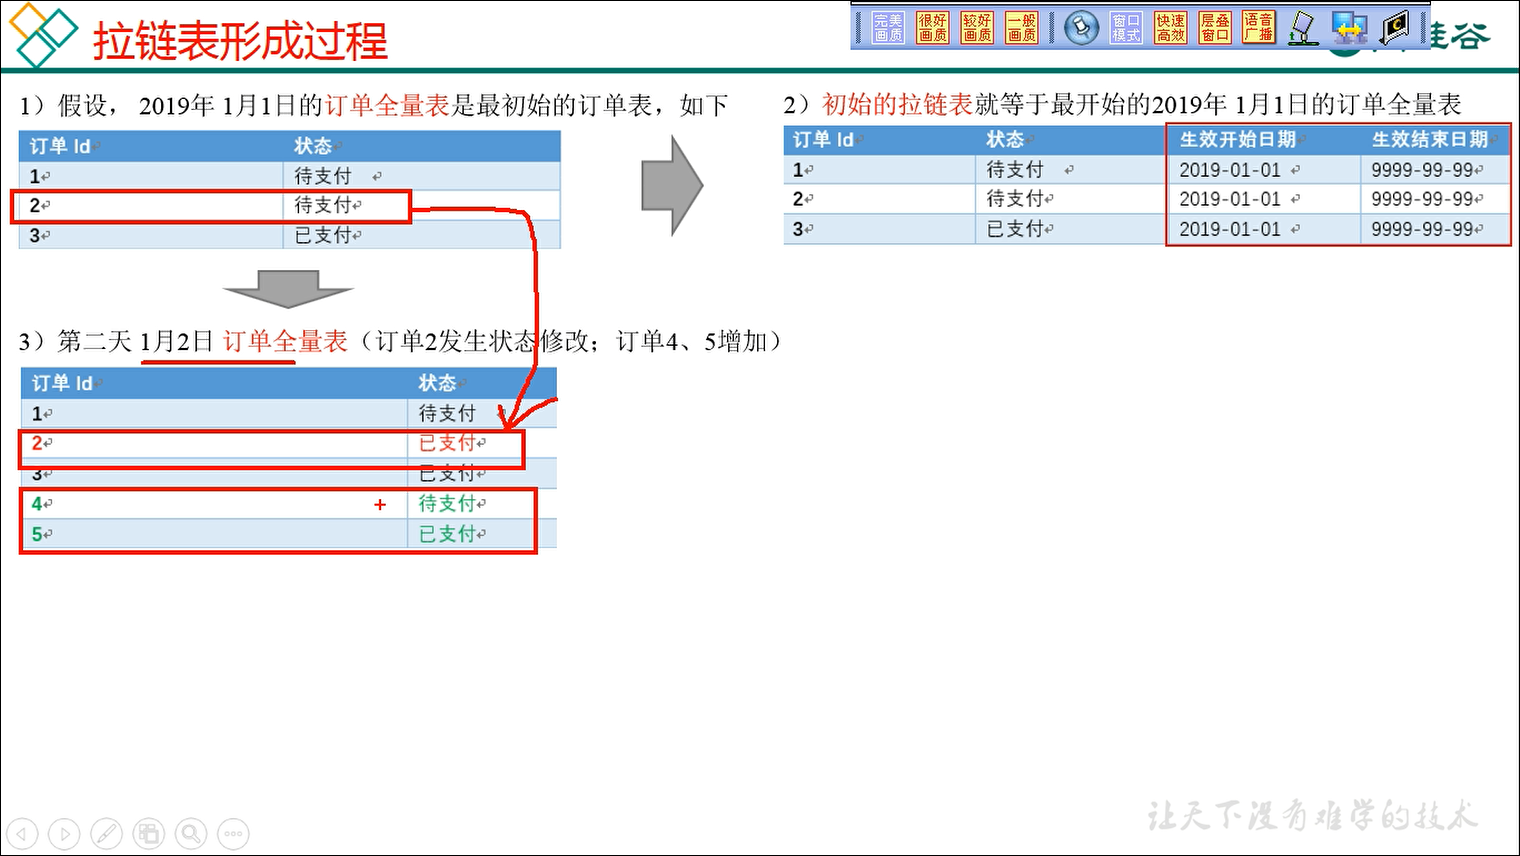 拉链表形成过程
完美画质 很好画质 较好画质 一般画质 窗口模式 快速高效 层叠窗口 语音广播
谷
1）假设， 2019年 1月1日的订单全量表是最初始的订单表，如下
订单 Id 状态
1 待支付
2 待支付
3 已支付
2）初始的拉链表就等于最开始的2019年 1月1日的订单全量表
订单 Id 状态 生效开始日期 生效结束日期
1 待支付 2019-01-01 9999-99-99
2 待支付 2019-01-01 9999-99-99
3 已支付 2019-01-01 9999-99-99
3）第二天 1月2日 订单全量表（订单2发生状态修改；订单4、5增加）
订单 Id 状态
1 待支付
2 已支付
3 已支付
4 待支付
5 已支付
让天下没有难学的技术